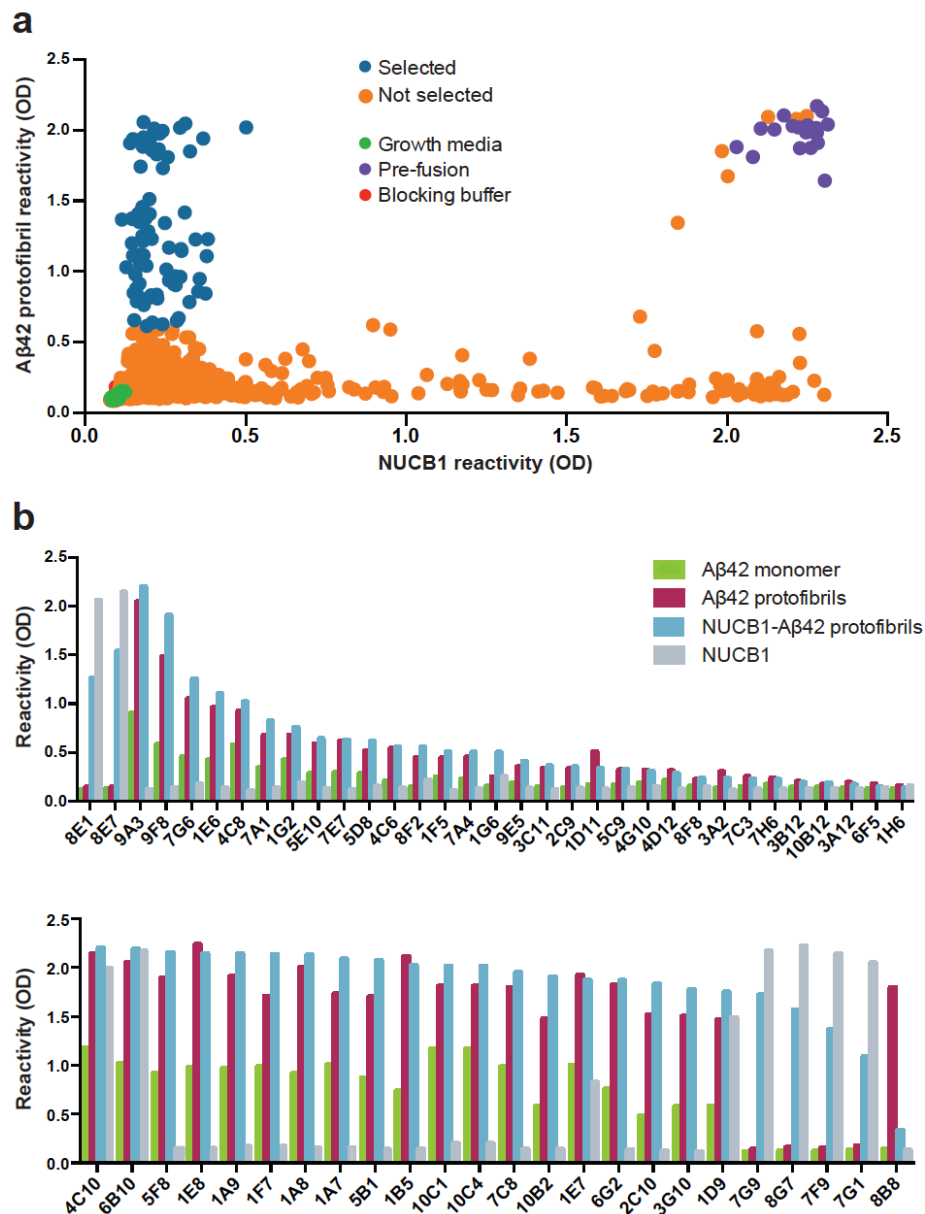 a
2.5
2.0
1.5
1.0
0.5
0.0
Aβ42 protofibril reactivity (OD)
Selected
Not selected
Growth media
Pre-fusion
Blocking buffer
0.0 0.5 1.0 1.5 2.0 2.5
NUCB1 reactivity (OD)
b
2.5
2.0
1.5
1.0
0.5
0.0
Reactivity (OD)
Aβ42 monomer
Aβ42 protofibrils
NUCB1-Aβ42 protofibrils
NUCB1
8E1 8E7 9A3 9F8 7G6 1E6 4C8 7A1 1G2 5E10 7E7 5D8 4C6 8F2 1F5 7A4 1G6 9E5 3C11 2C9 1D11 5C9 4G10 4D12 8F8 3A2 7C3 7H6 3B12 10B12 3A12 6F5 1H6
2.5
2.0
1.5
1.0
0.5
0.0
Reactivity (OD)
4C10 6B10 5F8 1E8 1A9 1F7 1A8 1A7 5B1 1B5 10C1 10C4 7C8 10B2 1E7 6G2 2C10 3G10 1D9 7G9 8G7 7F9 7G1 8B8